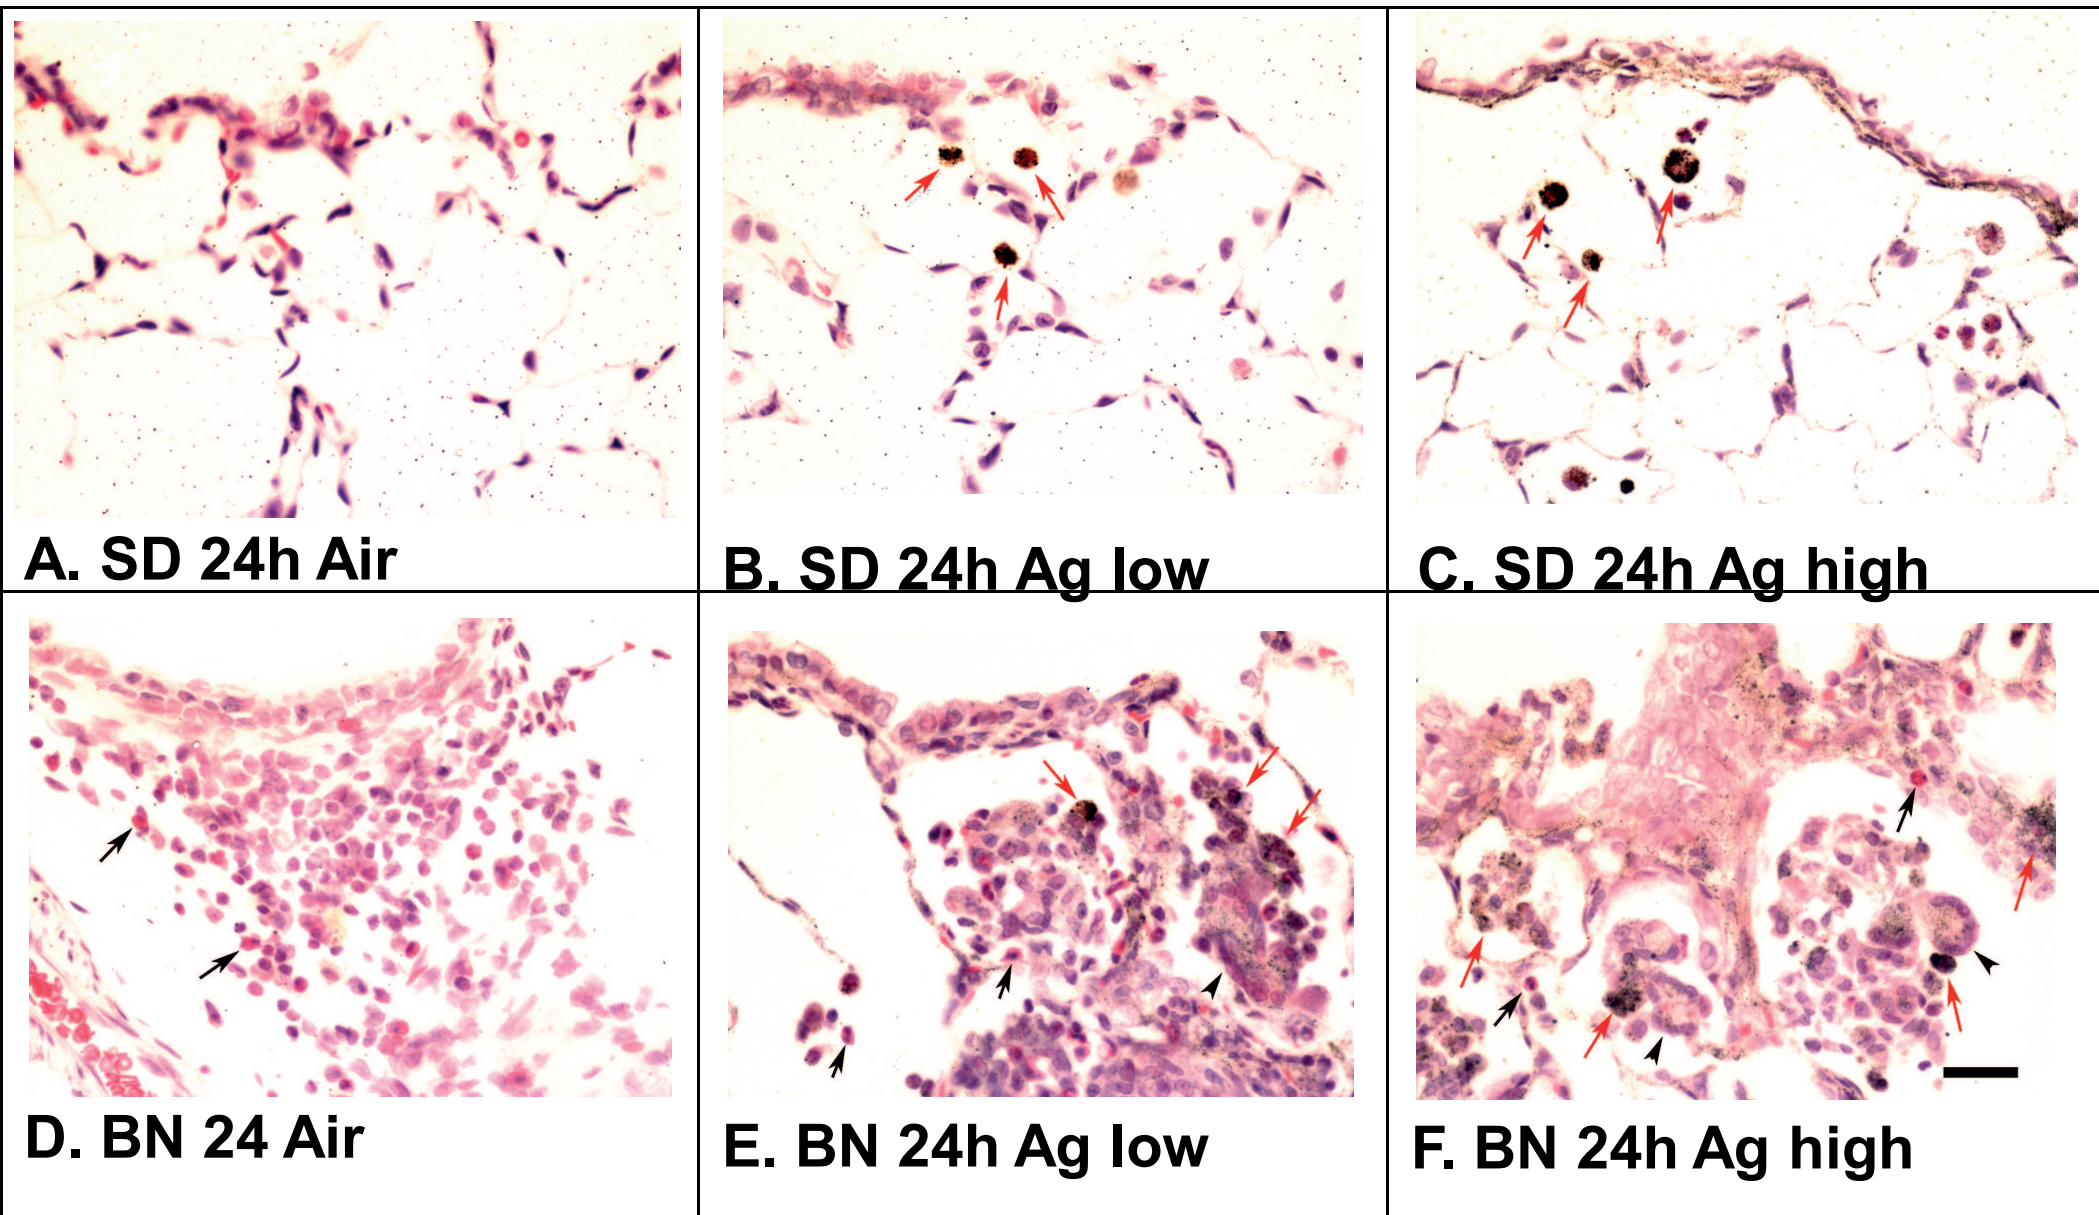 A. SD 24h Air
B. SD 24h Ag low
C. SD 24h Ag high
D. BN 24 Air
E. BN 24h Ag low
F. BN 24h Ag high